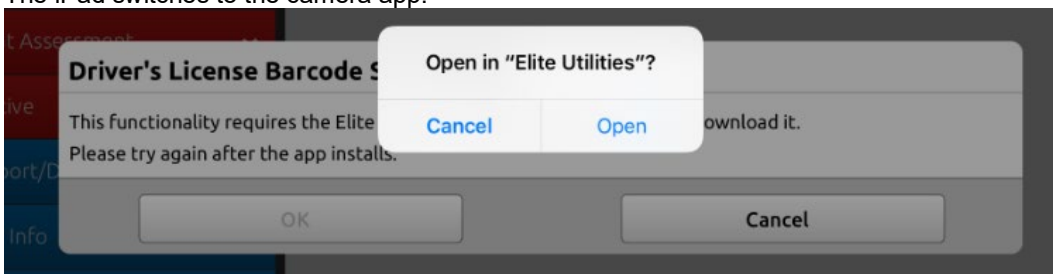 The iPad switches to the camera app.
t Assessment
Driver's License Barcode S
Open in “Elite Utilities”?
tive
This functionality requires the Elite
Cancel
Open
ownload it.
Please try again after the app installs.
port/D
OK
Cancel
Info